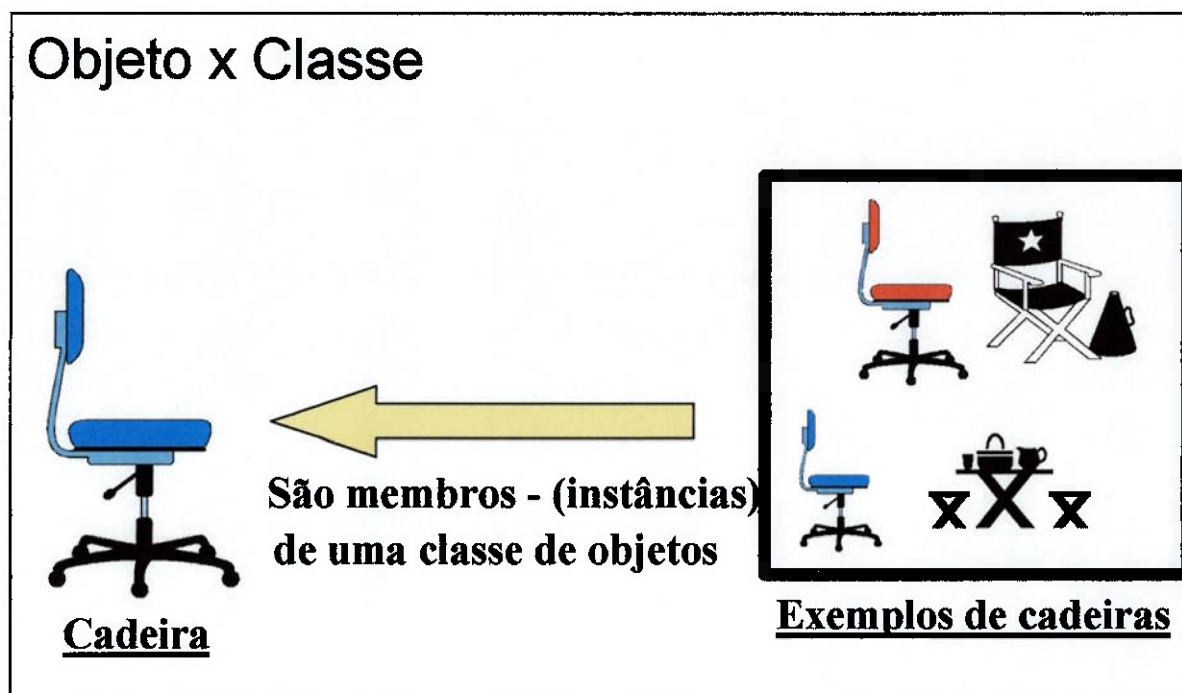 Objeto x Classe
São membros - (instâncias)
de uma classe de objetos
Cadeira
Exemplos de cadeiras